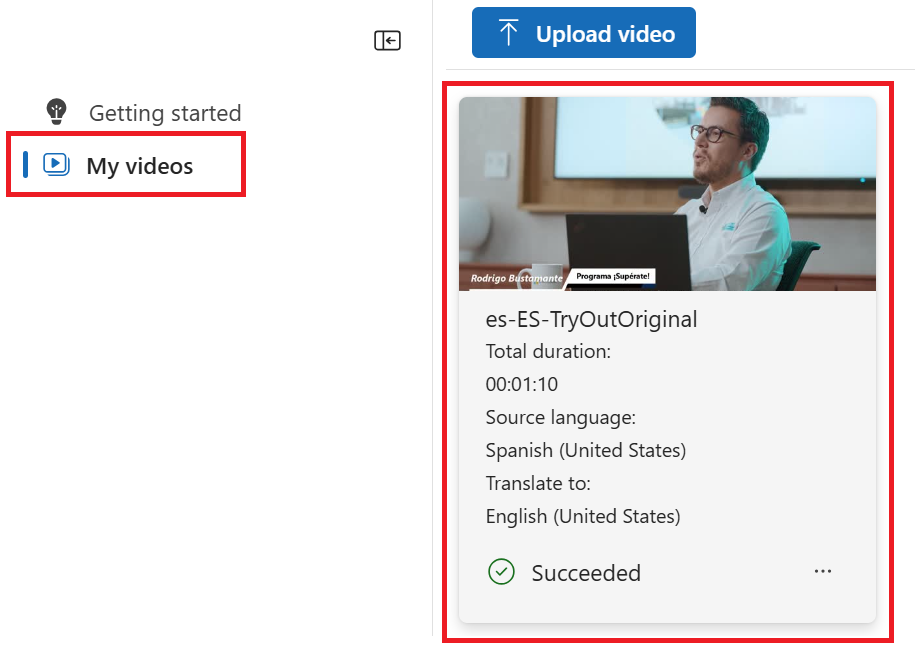 Upload video
Getting started
My videos
Rodrigo Bustamante
Programa ¡Supérate!
es-ES-TryOutOriginal
Total duration:
00:01:10
Source language:
Spanish (United States)
Translate to:
English (United States)
Succeeded